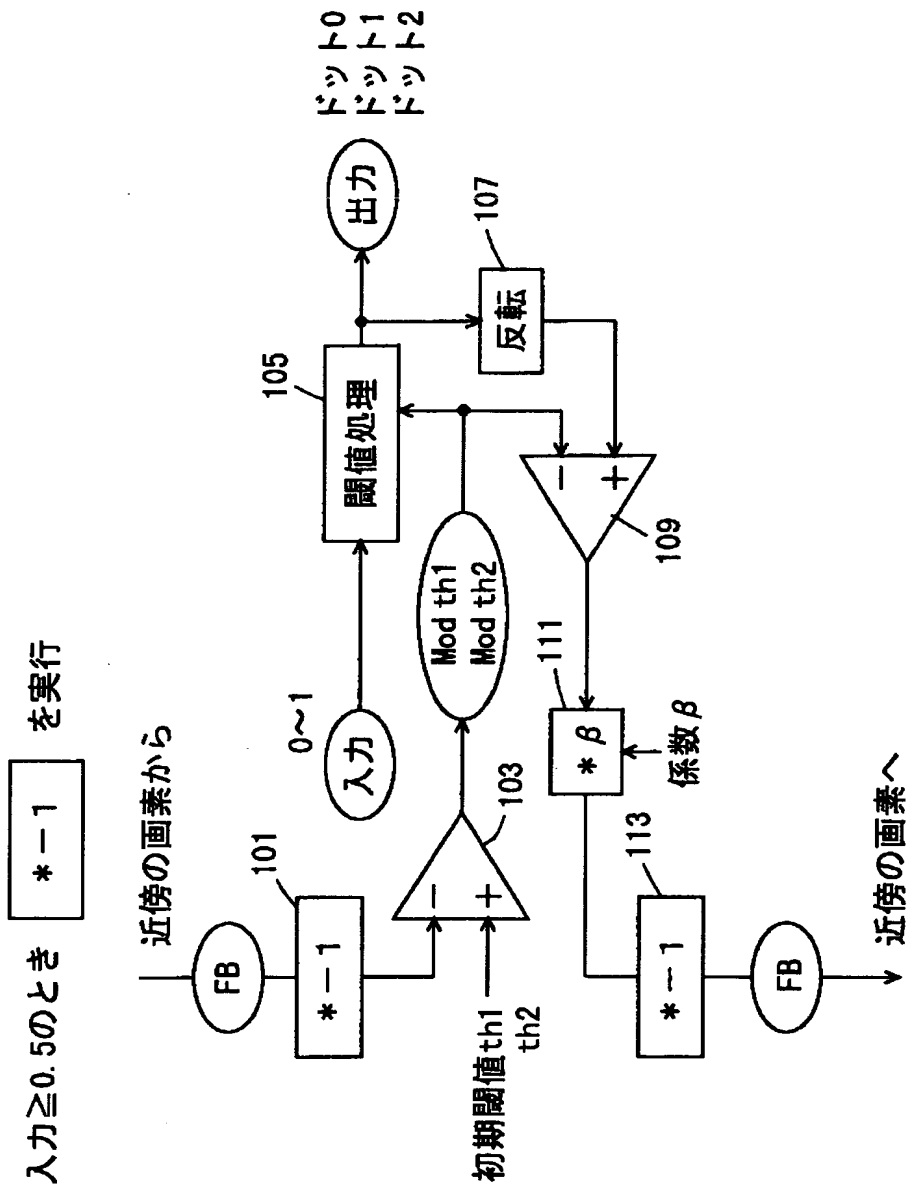 入力≧0.5のとき *-1 を実行
近傍の画素から
FB
101
*-1
初期閾値th1
th2
-
+
103
0~1
入力
Mod th1
Mod th2
105
閾値処理
出力
ドット0
ドット1
ドット2
107
反転
-
+
109
111
*β
係数β
113
*-1
FB
近傍の画素へ